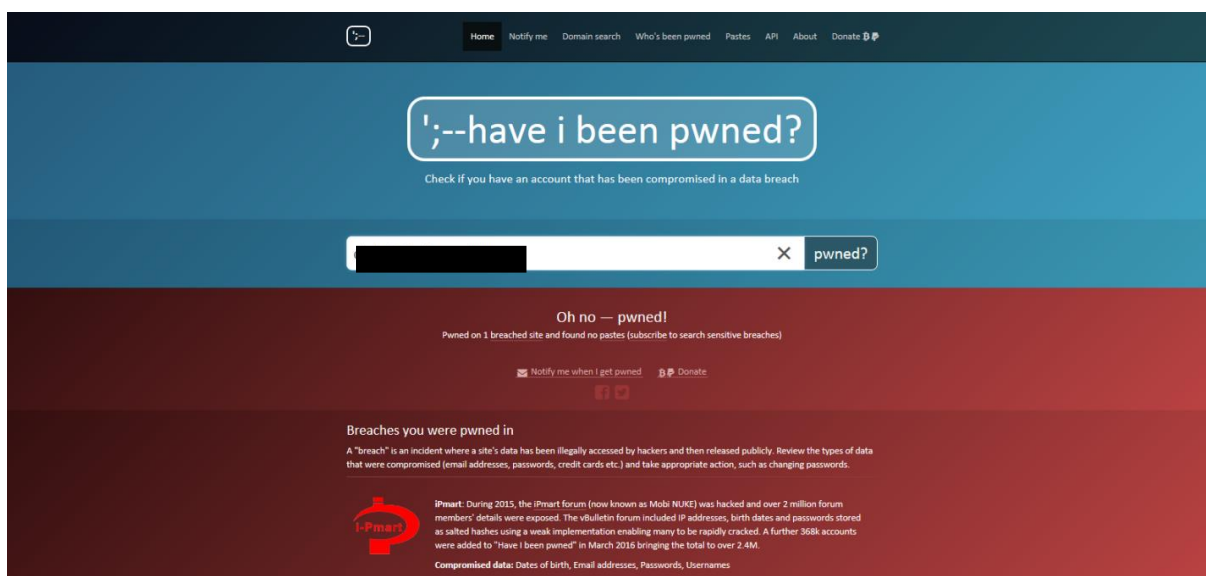 ';--
Home Notify me Domain search Who's been pwned Pastes API About Donate
';--have i been pwned?
Check if you have an account that has been compromised in a data breach
pwned?
Oh no — pwned!
Pwned on 1 breached site and found no pastes (subscribe to search sensitive breaches)
Notify me when I get pwned Donate
Breaches you were pwned in
A "breach" is an incident where a site's data has been illegally accessed by hackers and then released publicly. Review the types of data
that were compromised (email addresses, passwords, credit cards etc.) and take appropriate action, such as changing passwords.
i-Pmart
iPmart: During 2015, the iPmart forum (now known as Mobi NUKE) was hacked and over 2 million forum
members' details were exposed. The vBulletin forum included IP addresses, birth dates and passwords stored
as salted hashes using a weak implementation enabling many to be rapidly cracked. A further 368k accounts
were added to "Have I been pwned" in March 2016 bringing the total to over 2.4M.
Compromised data: Dates of birth, Email addresses, Passwords, Usernames